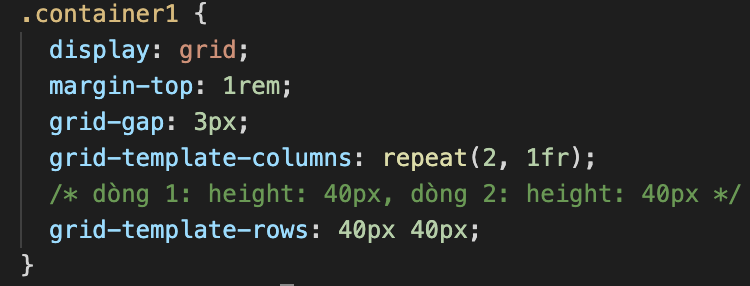 .container1 {
display: grid;
margin-top: 1rem;
grid-gap: 3px;
grid-template-columns: repeat(2, 1fr);
/* dòng 1: height: 40px, dòng 2: height: 40px */
grid-template-rows: 40px 40px;
}